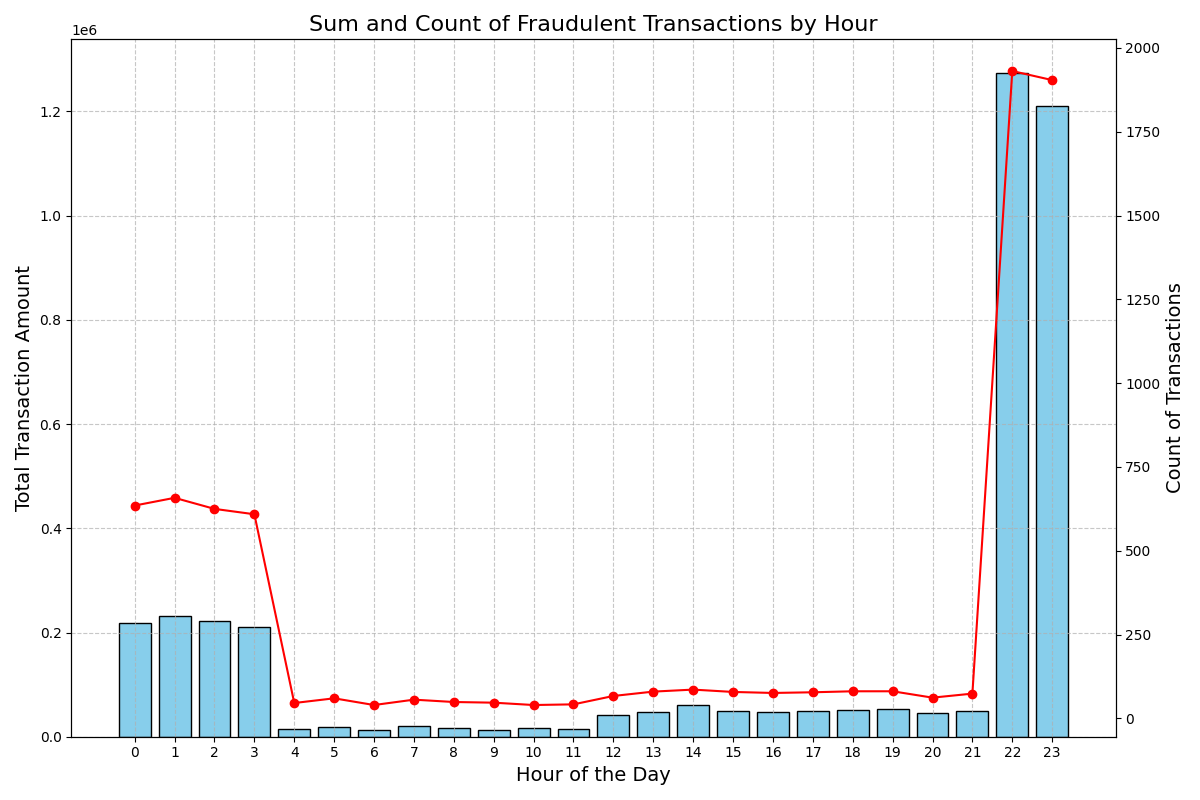 Sum and Count of Fraudulent Transactions by Hour
1e6
1.2
1.0
0.8
0.6
0.4
0.2
0.0
Total Transaction Amount
2000
1750
1500
1250
1000
750
500
250
0
Count of Transactions
0 1 2 3 4 5 6 7 8 9 10 11 12 13 14 15 16 17 18 19 20 21 22 23
Hour of the Day